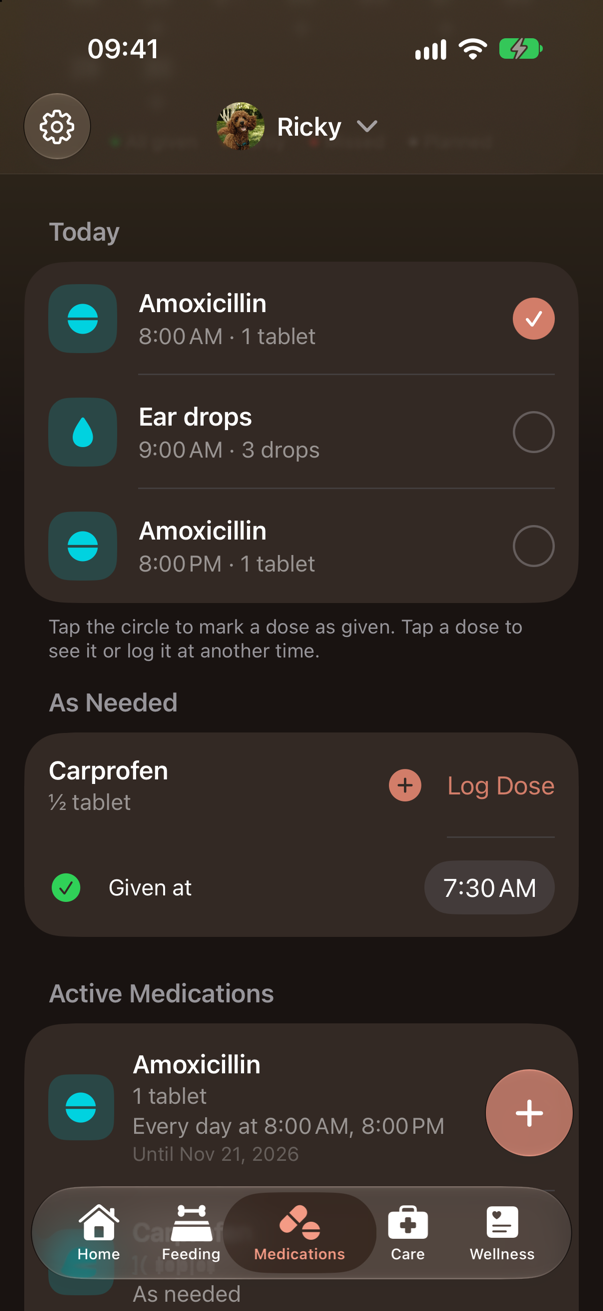 09:41
Ricky
Today
Amoxicillin
8:00 AM · 1 tablet
Ear drops
9:00 AM · 3 drops
Amoxicillin
8:00 PM · 1 tablet
Tap the circle to mark a dose as given. Tap a dose to
see it or log it at another time.
As Needed
Carprofen
½ tablet
Log Dose
Given at
7:30 AM
Active Medications
Amoxicillin
1 tablet
Every day at 8:00 AM, 8:00 PM
Until Nov 21, 2026
Home
Feeding
Medications
Care
Wellness
As needed